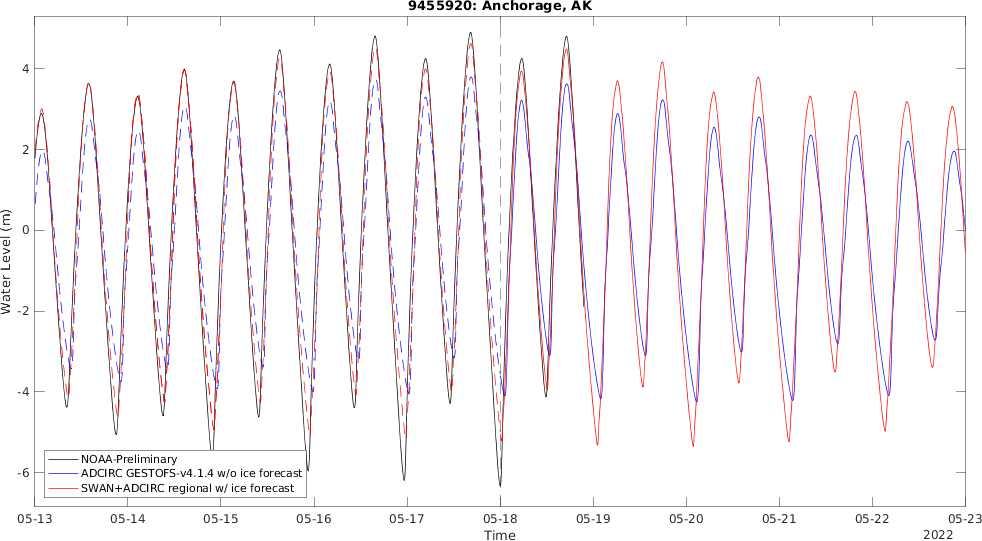 9455920: Anchorage, AK
Water Level (m)
4
2
0
-2
-4
-6
NOAA-Preliminary
ADCIRC GESTOFS-v4.1.4 w/o ice forecast
SWAN+ADCIRC regional w/ ice forecast
05-13 05-14 05-15 05-16 05-17 05-18 05-19 05-20 05-21 05-22 05-23
Time
2022